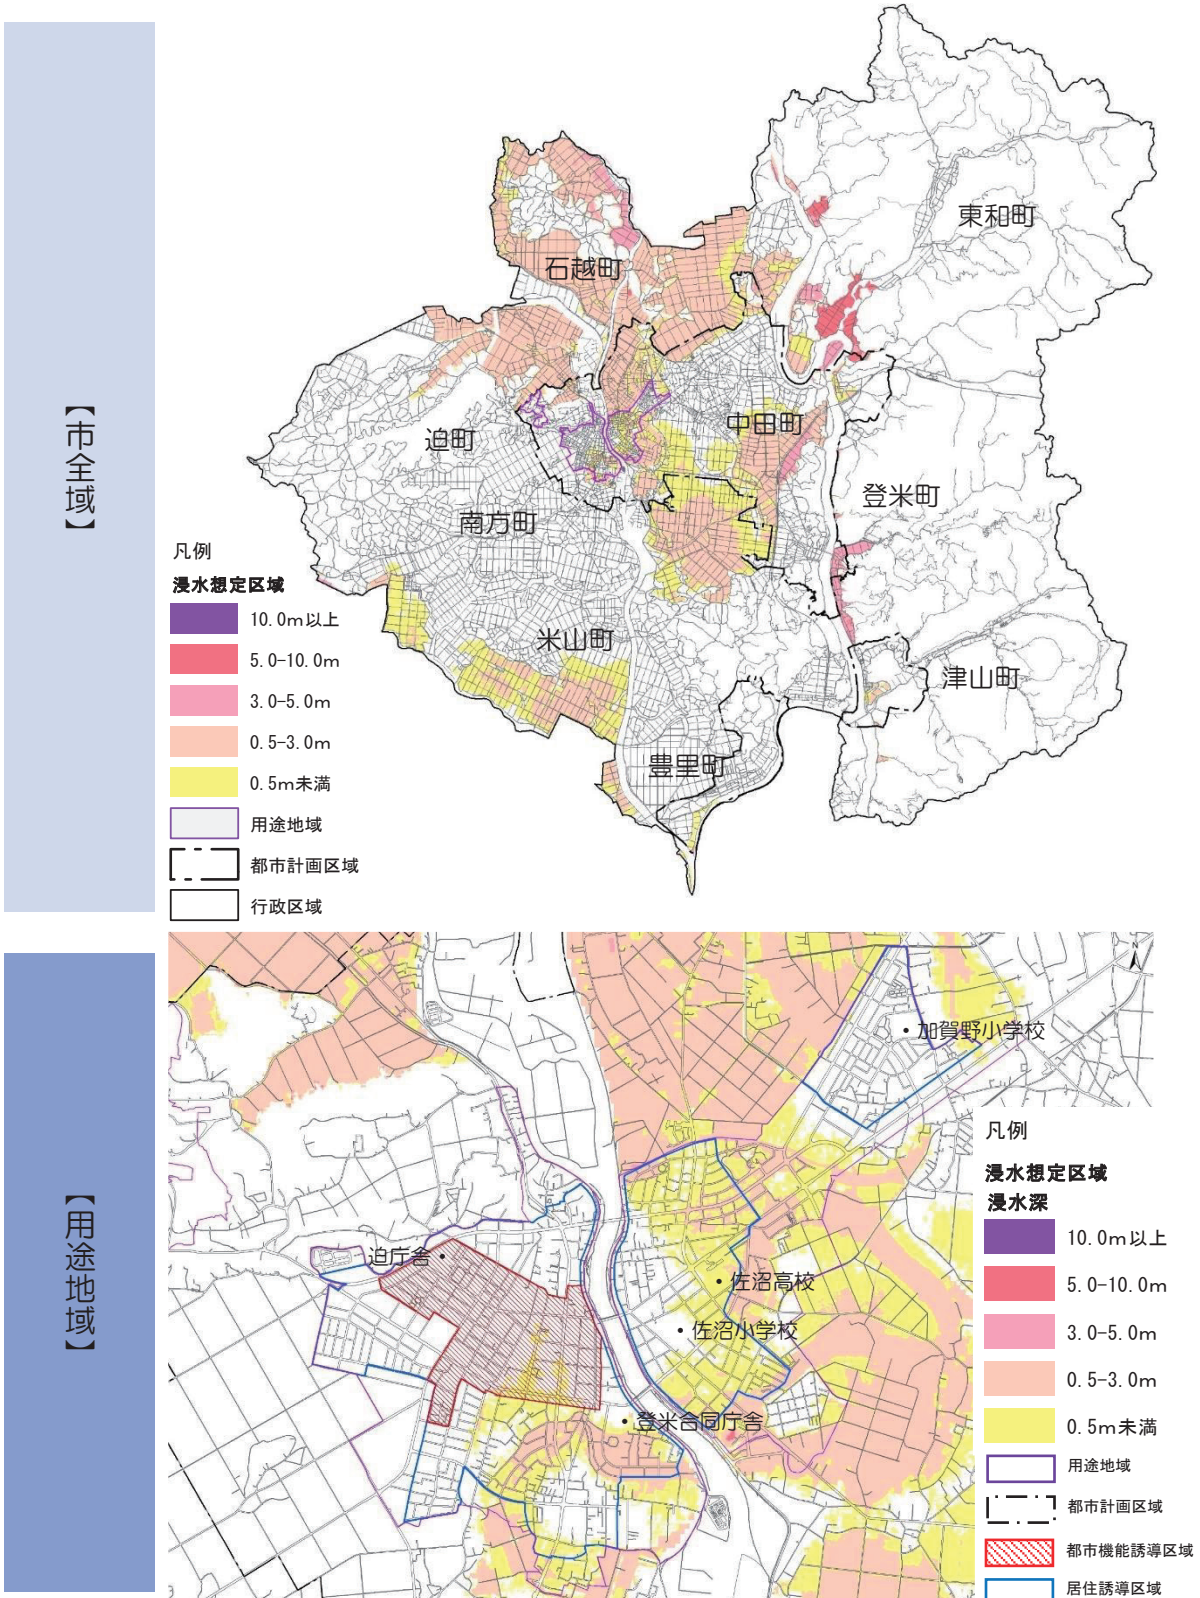 【市全域】
東和町
石越町
中田町
迫町
登米町
南方町
米山町
津山町
豊里町
凡例
浸水想定区域
10.0m以上
5.0-10.0m
3.0-5.0m
0.5-3.0m
0.5m未満
用途地域
都市計画区域
行政区域
【用途地域】
N
・加賀野小学校
迫庁舎・
・佐沼高校
・佐沼小学校
・登米合同庁舎
凡例
浸水想定区域
浸水深
10.0m以上
5.0-10.0m
3.0-5.0m
0.5-3.0m
0.5m未満
用途地域
都市計画区域
都市機能誘導区域
居住誘導区域